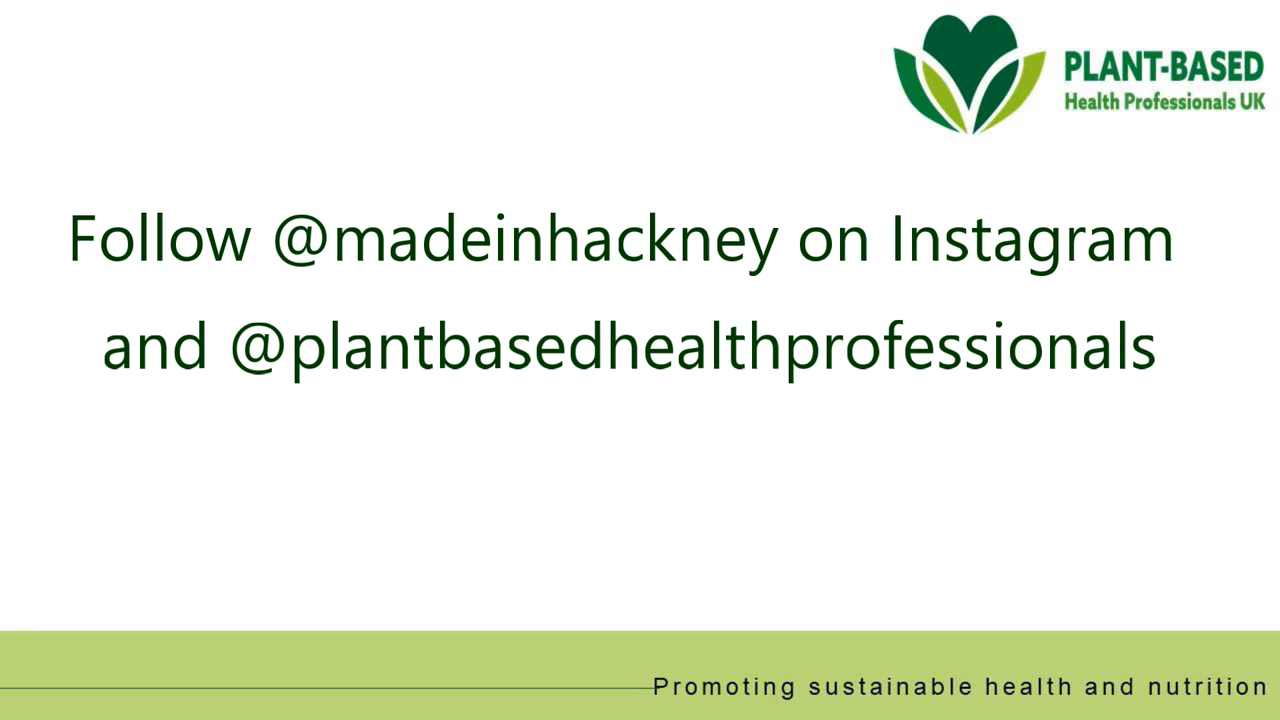 PLANT-BASED
Health Professionals UK
Follow @madeinhackney on Instagram
and @plantbasedhealthprofessionals
Promoting sustainable health and nutrition